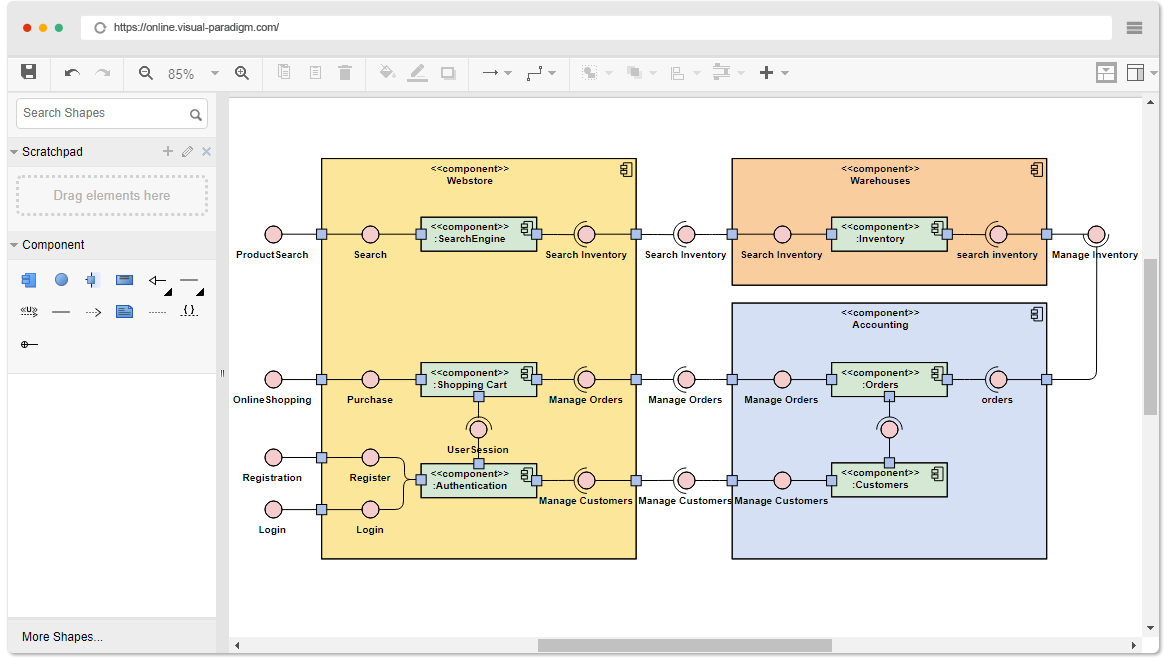 https://online.visual-paradigm.com/
85%
Search Shapes
Scratchpad
Drag elements here
Component
<<U>>
{ }
More Shapes...
<<component>>
Webstore
<<component>>
Warehouses
<<component>>
:SearchEngine
<<component>>
:Inventory
ProductSearch
Search
Search Inventory
Search Inventory
Search Inventory
search inventory
Manage Inventory
<<component>>
Accounting
<<component>>
:Shopping Cart
<<component>>
:Orders
OnlineShopping
Purchase
Manage Orders
Manage Orders
Manage Orders
orders
UserSession
<<component>>
:Authentication
<<component>>
:Customers
Registration
Register
Manage Customers
Manage Customers
Manage Customers
Login
Login